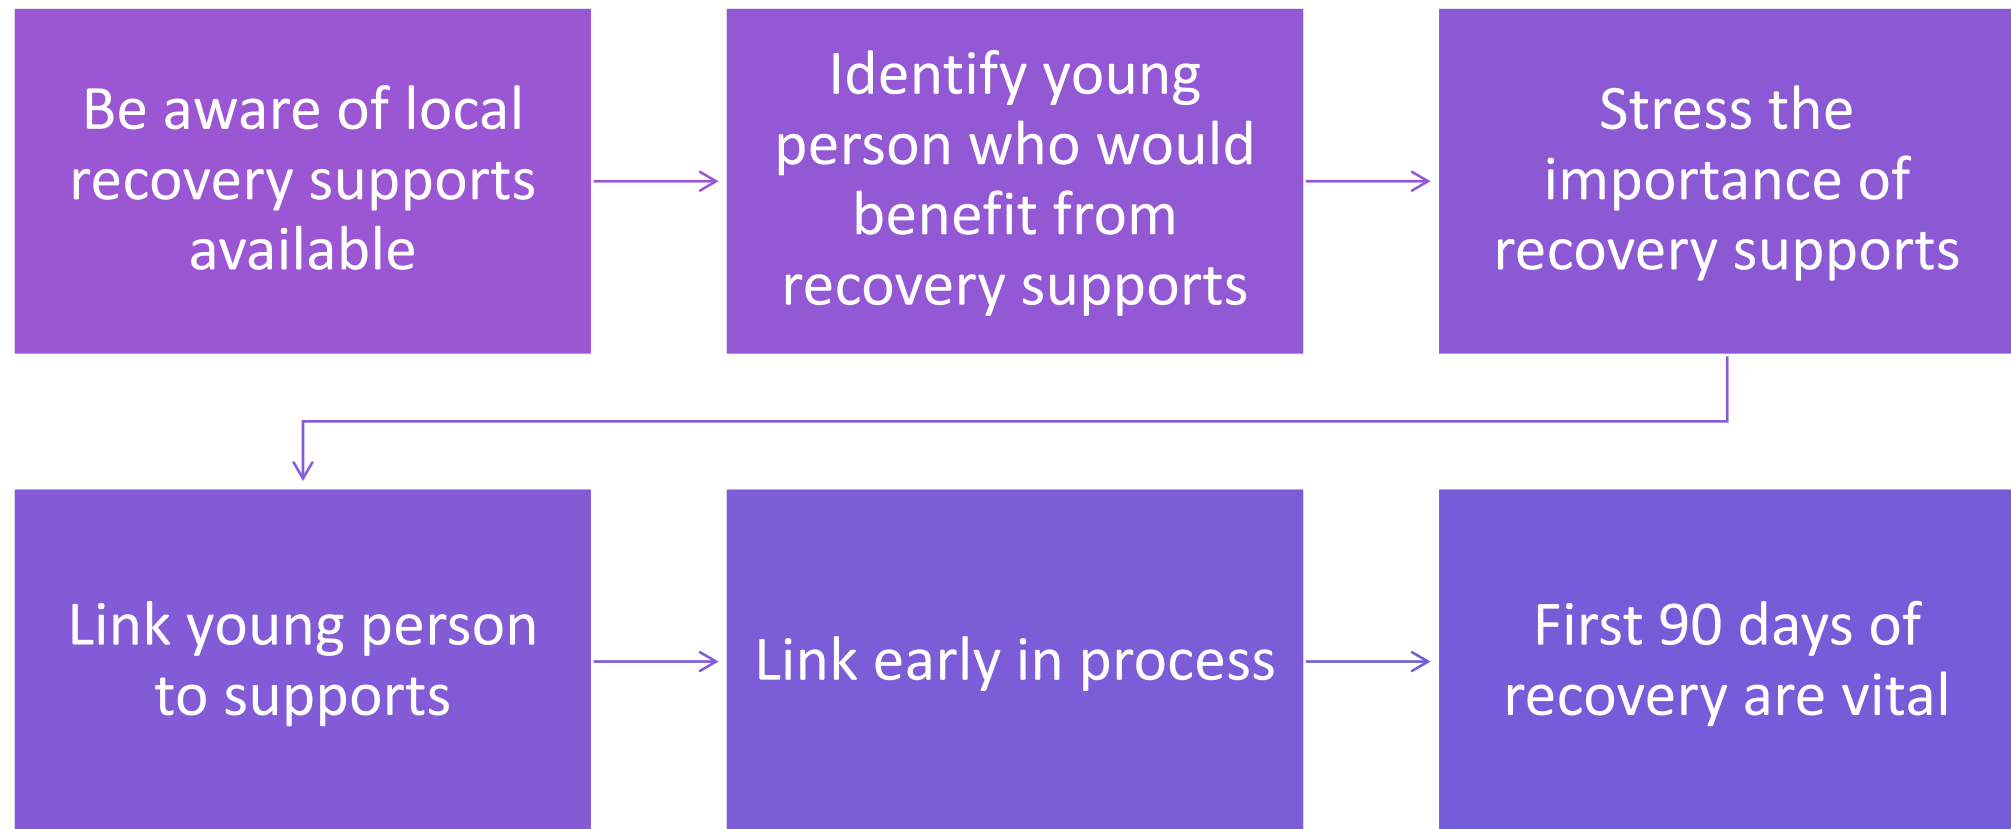 Be aware of local
recovery supports
available
Identify young
person who would
benefit from
recovery supports
Stress the
importance of
recovery supports
Link young person
to supports
Link early in process
First 90 days of
recovery are vital